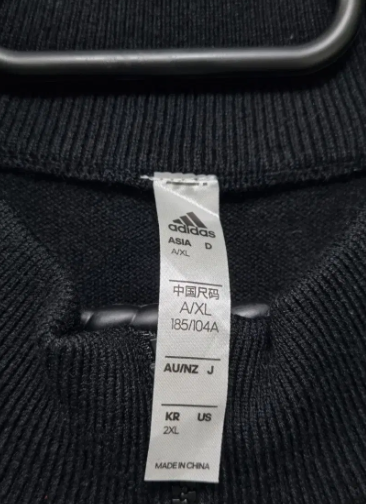 adidas
ASIA D
A/XL
中国尺码
A/XL
185/104A
AU/NZ J
KR US
2XL
MADE IN CHINA